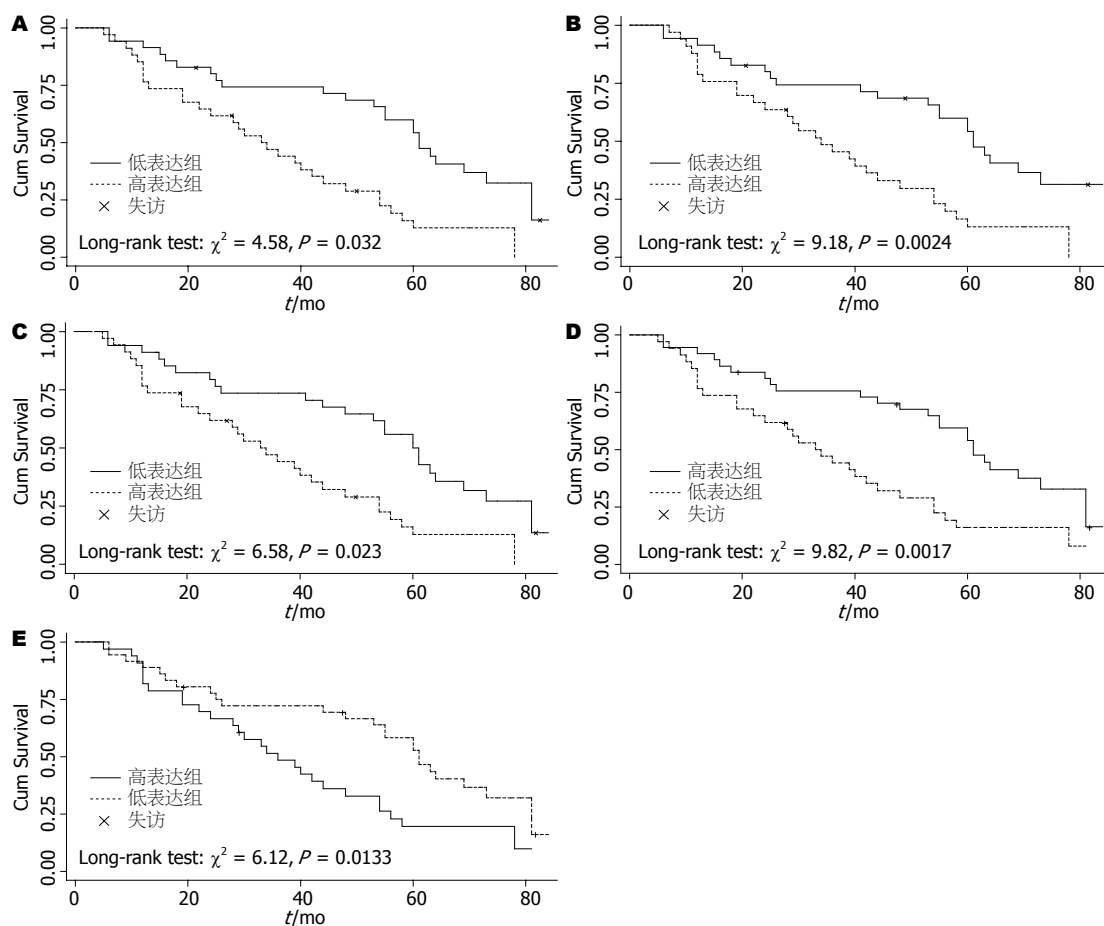 A
Cum Survival
1.00
0.75
0.50
0.25
0.00
低表达组
高表达组
失访
Long-rank test: χ² = 4.58, P = 0.032
0 20 40 60 80
t/mo
B
Cum Survival
1.00
0.75
0.50
0.25
0.00
低表达组
高表达组
失访
Long-rank test: χ² = 9.18, P = 0.0024
0 20 40 60 80
t/mo
C
Cum Survival
1.00
0.75
0.50
0.25
0.00
低表达组
高表达组
失访
Long-rank test: χ² = 6.58, P = 0.023
0 20 40 60 80
t/mo
D
Cum Survival
1.00
0.75
0.50
0.25
0.00
高表达组
低表达组
失访
Long-rank test: χ² = 9.82, P = 0.0017
0 20 40 60 80
t/mo
E
Cum Survival
1.00
0.75
0.50
0.25
0.00
高表达组
低表达组
失访
Long-rank test: χ² = 6.12, P = 0.0133
0 20 40 60 80
t/mo